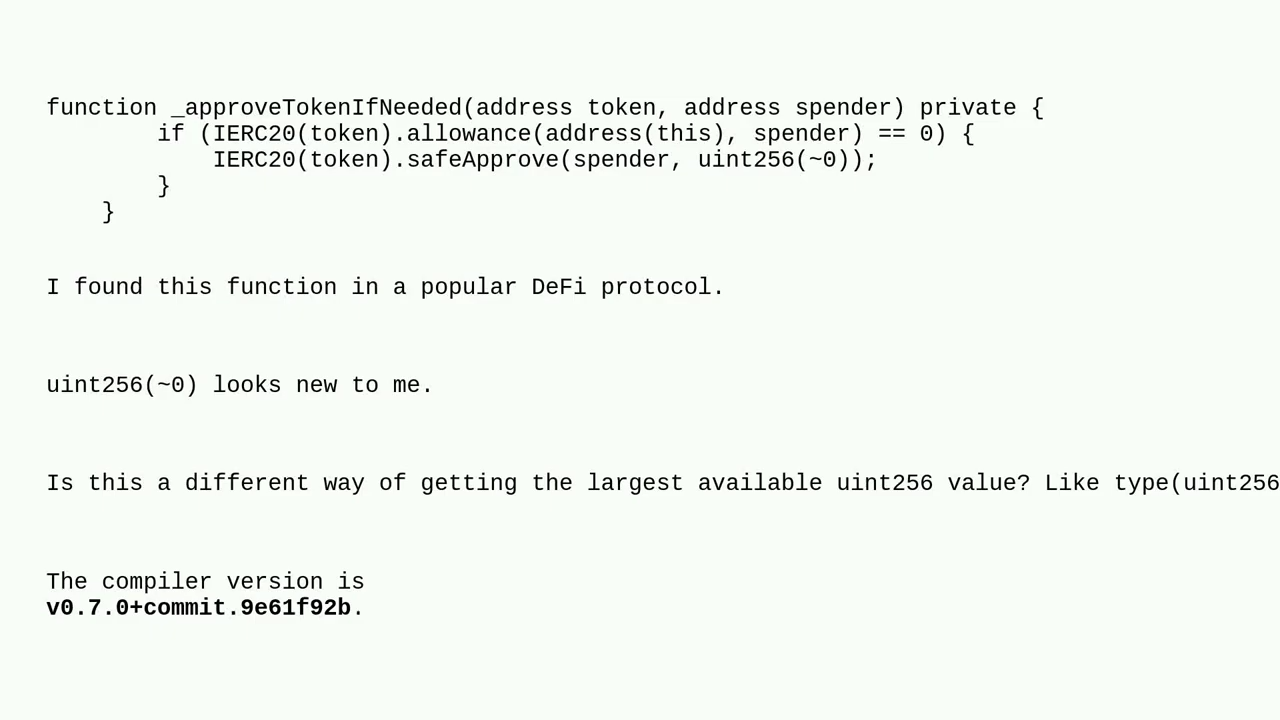 function _approveTokenIfNeeded(address token, address spender) private {
        if (IERC20(token).allowance(address(this), spender) == 0) {
            IERC20(token).safeApprove(spender, uint256(~0));
        }
    }
I found this function in a popular DeFi protocol.
uint256(~0) looks new to me.
Is this a different way of getting the largest available uint256 value? Like type(uint256
The compiler version is
v0.7.0+commit.9e61f92b.